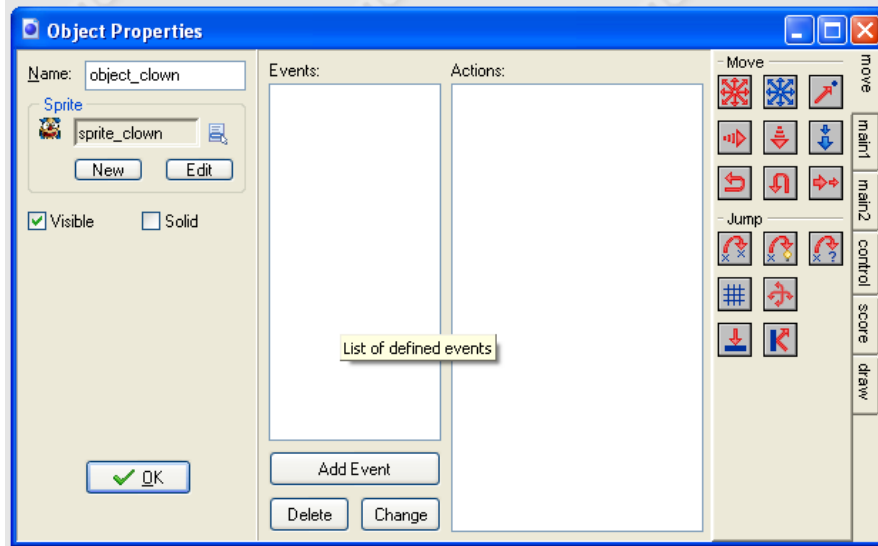 Object Properties
Name: object_clown
Sprite
sprite_clown
New Edit
Visible Solid
OK
Events:
List of defined events
Add Event
Delete Change
Actions:
Move
Jump
move
main1
main2
control
score
draw